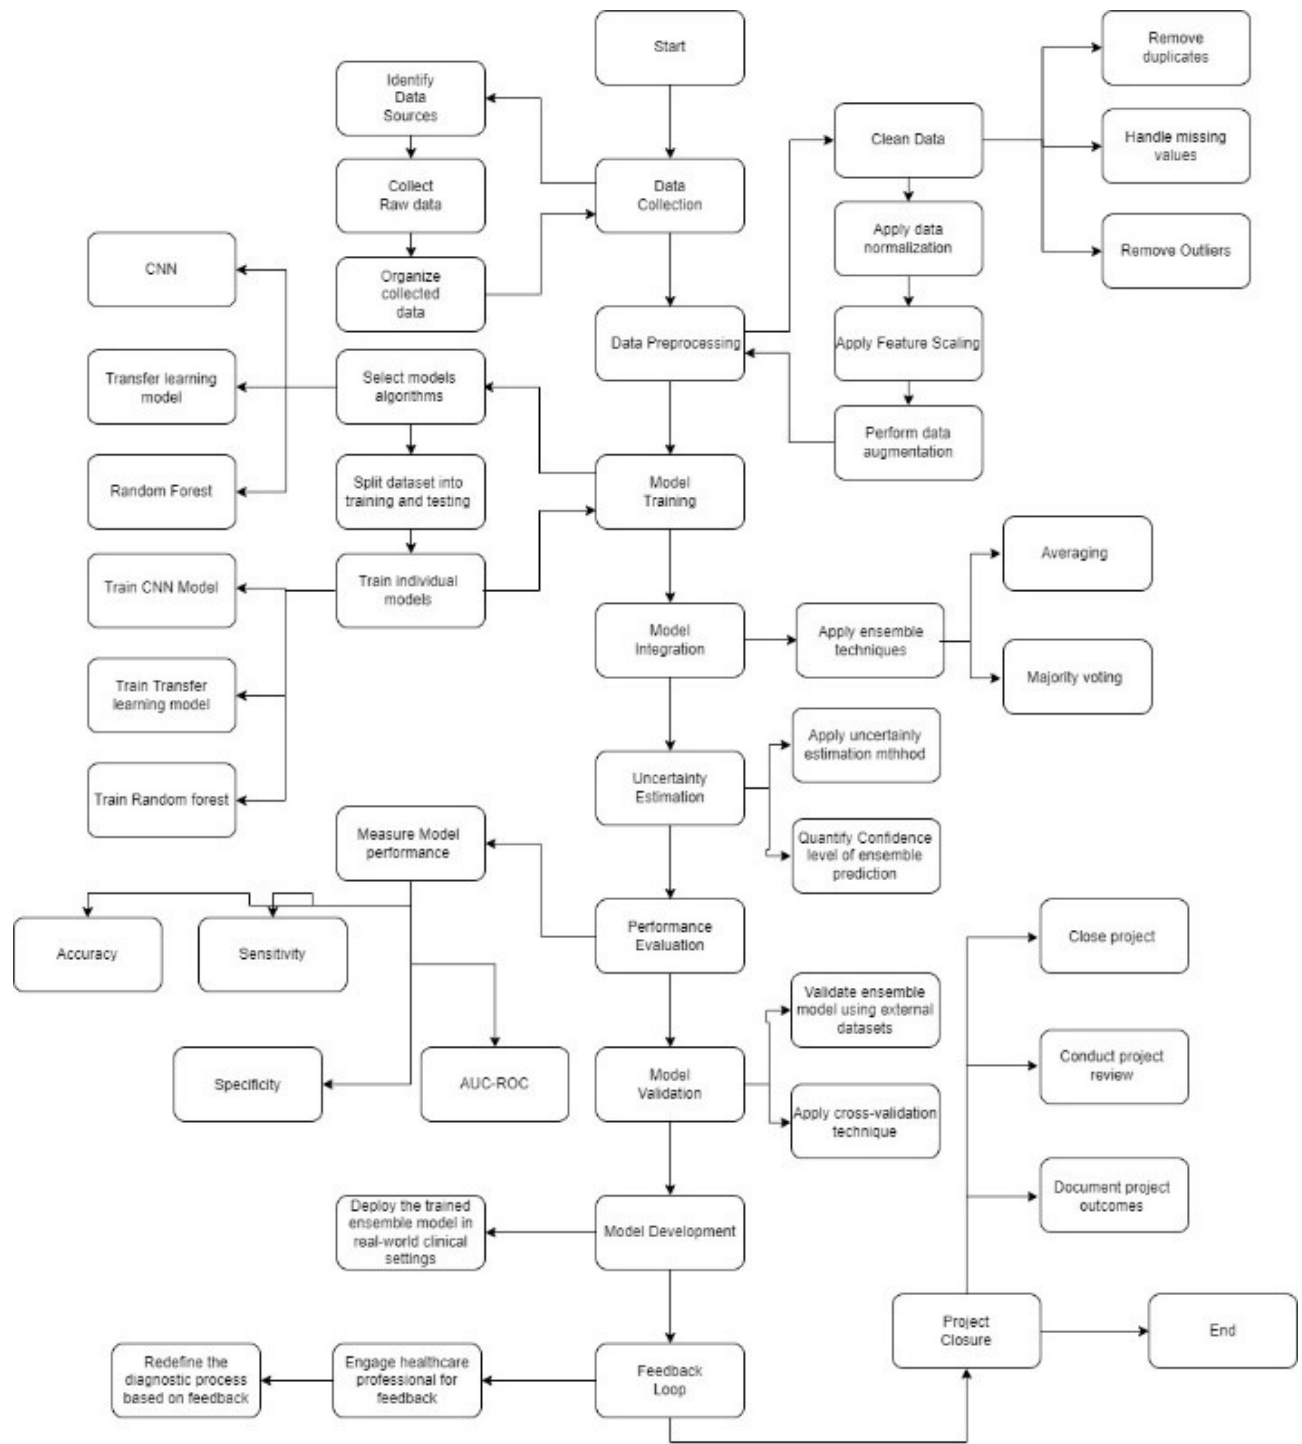 Start
Identify
Data
Sources
Remove
duplicates
Clean Data
Handle missing
values
Collect
Raw data
Data
Collection
Apply data
normalization
Remove Outliers
CNN
Organize
collected
data
Data Preprocessing
Apply Feature Scaling
Transfer learning
model
Select models
algorithms
Perform data
augmentation
Random Forest
Split dataset into
training and testing
Model
Training
Averaging
Train CNN Model
Train individual
models
Model
Integration
Apply ensemble
techniques
Majority voting
Train Transfer
learning model
Apply uncertainly
estimation mthhod
Uncertainty
Estimation
Train Random forest
Measure Model
performance
Quantify Confidence
level of ensemble
prediction
Accuracy
Sensitivity
Performance
Evaluation
Close project
Validate ensemble
model using external
datasets
Specificity
AUC-ROC
Model
Validation
Conduct project
review
Apply cross-validation
technique
Document project
outcomes
Deploy the trained
ensemble model in
real-world clinical
settings
Model Development
Project
Closure
End
Redefine the
diagnostic process
based on feedback
Engage healthcare
professional for
feedback
Feedback
Loop